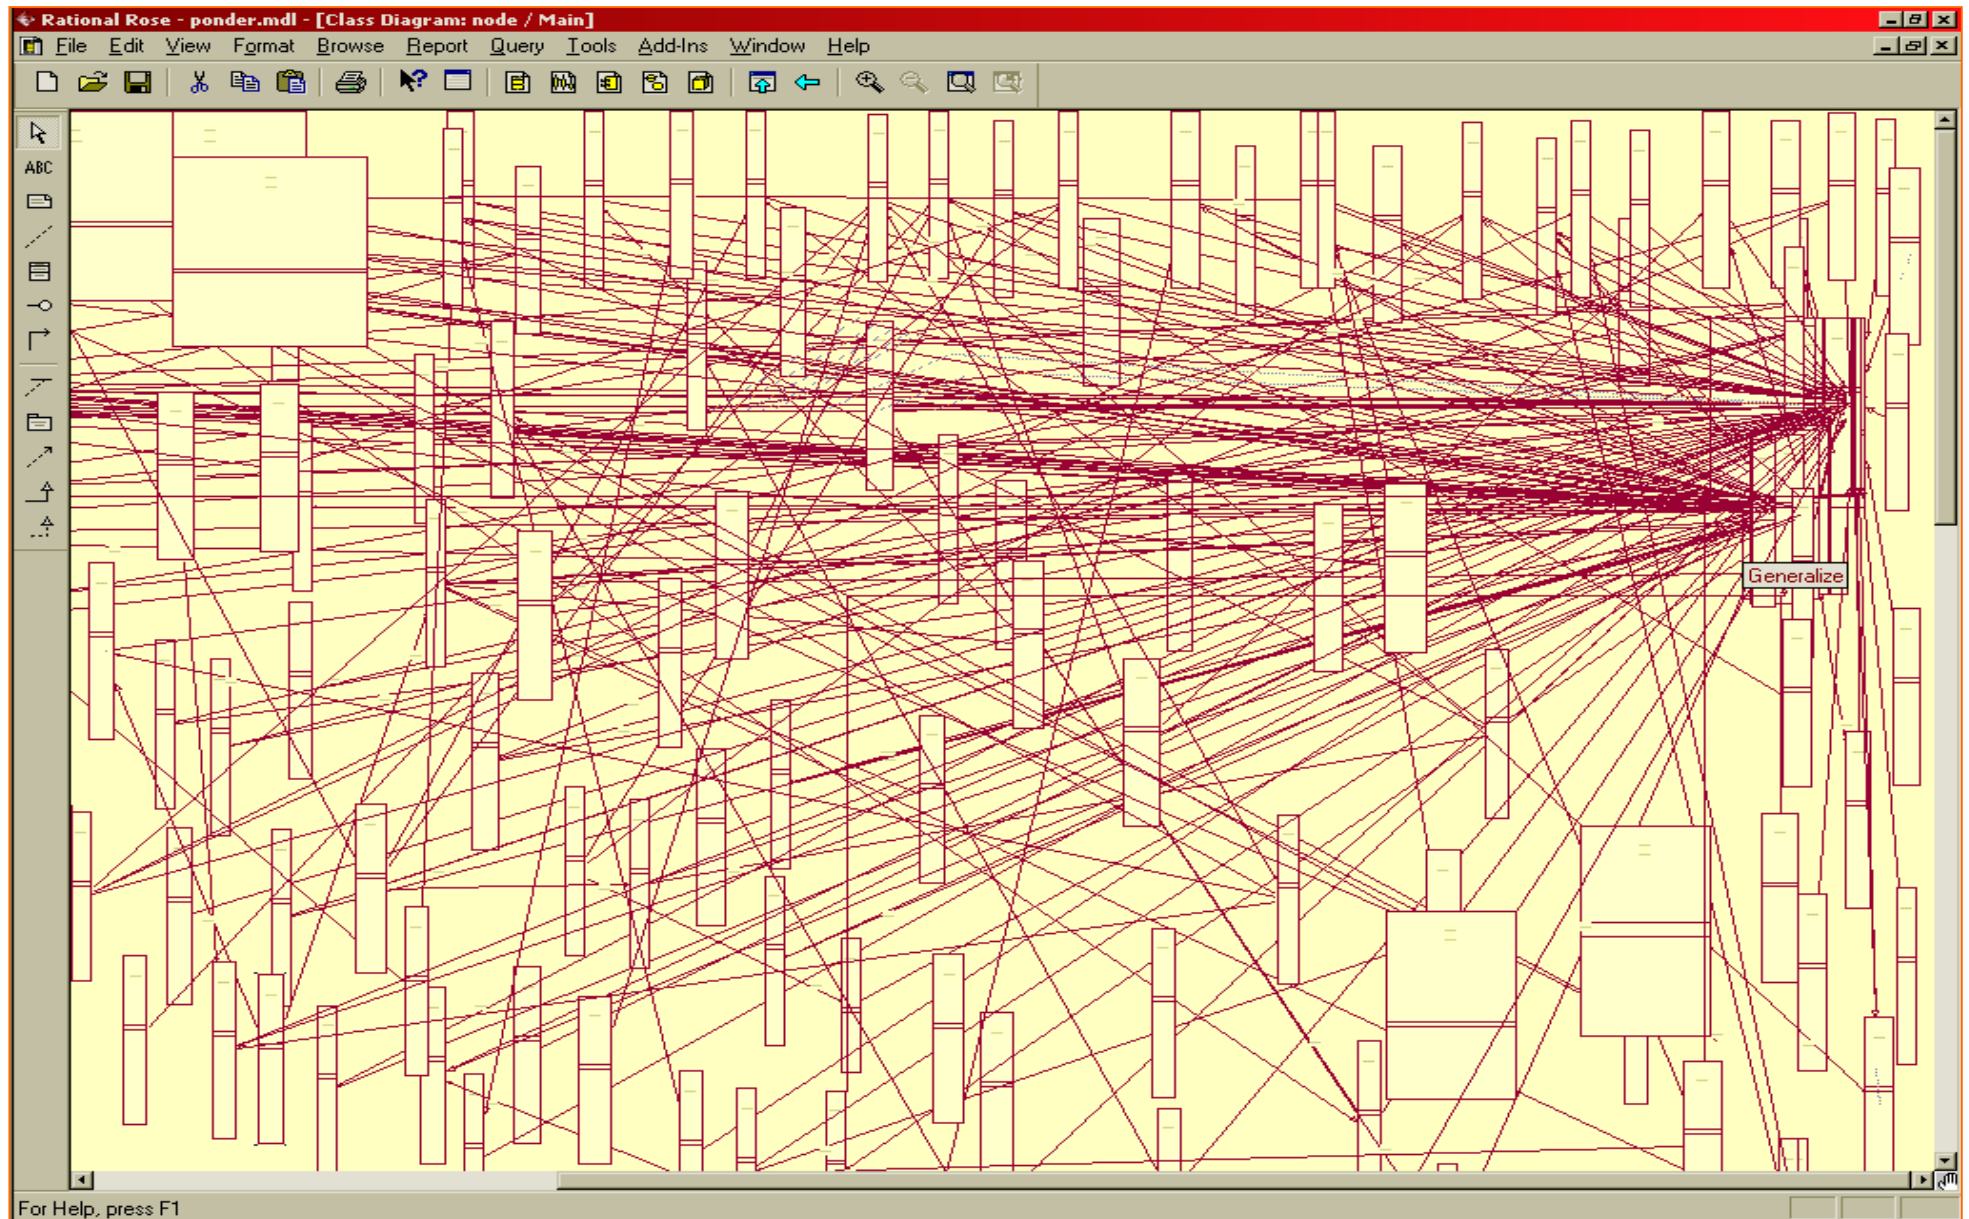 Rational Rose - ponder.mdl - [Class Diagram: node / Main]
File Edit View Format Browse Report Query Tools Add-Ins Window Help
ABC
Generalize
For Help, press F1